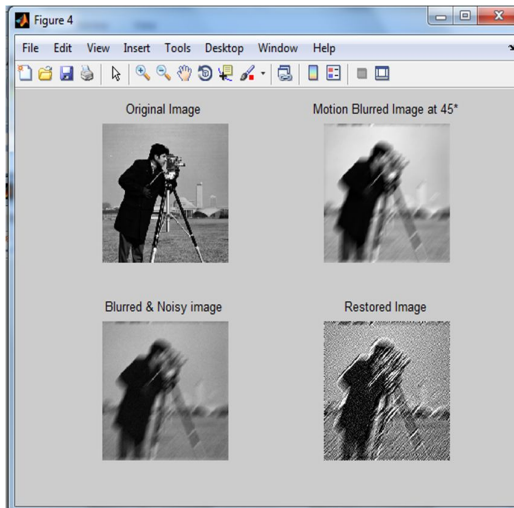 Figure 4
File Edit View Insert Tools Desktop Window Help
Original Image
Motion Blurred Image at 45*
Blurred & Noisy image
Restored Image